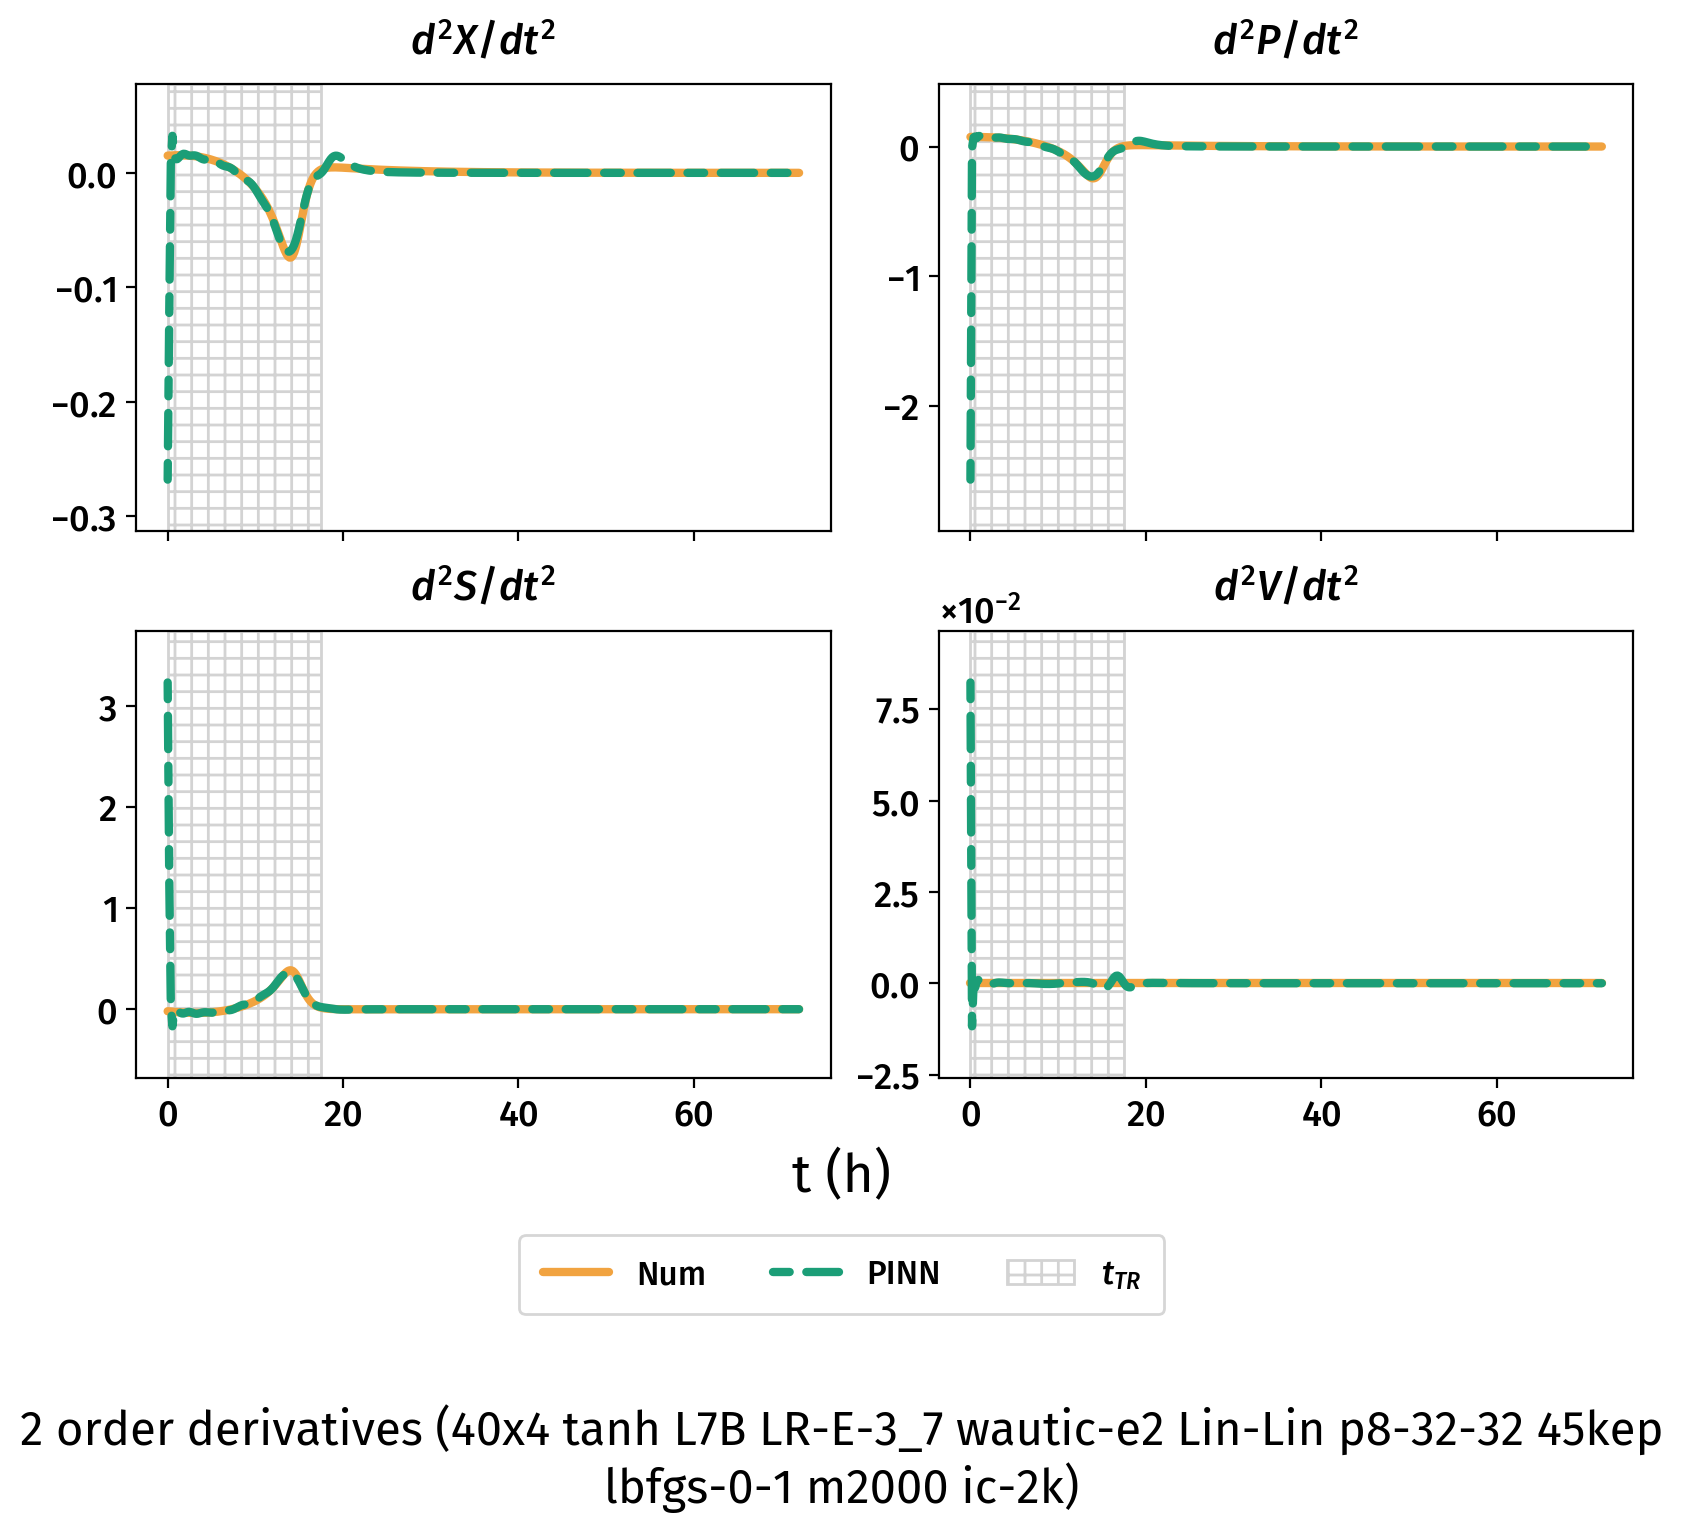 d²X/dt²
d²P/dt²
0.0
−0.1
−0.2
−0.3
0
−1
−2
d²S/dt²
d²V/dt²
×10⁻²
3
2
1
0
7.5
5.0
2.5
0.0
−2.5
0 20 40 60
0 20 40 60
t (h)
Num PINN t_TR
2 order derivatives (40x4 tanh L7B LR-E-3_7 wautic-e2 Lin-Lin p8-32-32 45kep
lbfgs-0-1 m2000 ic-2k)